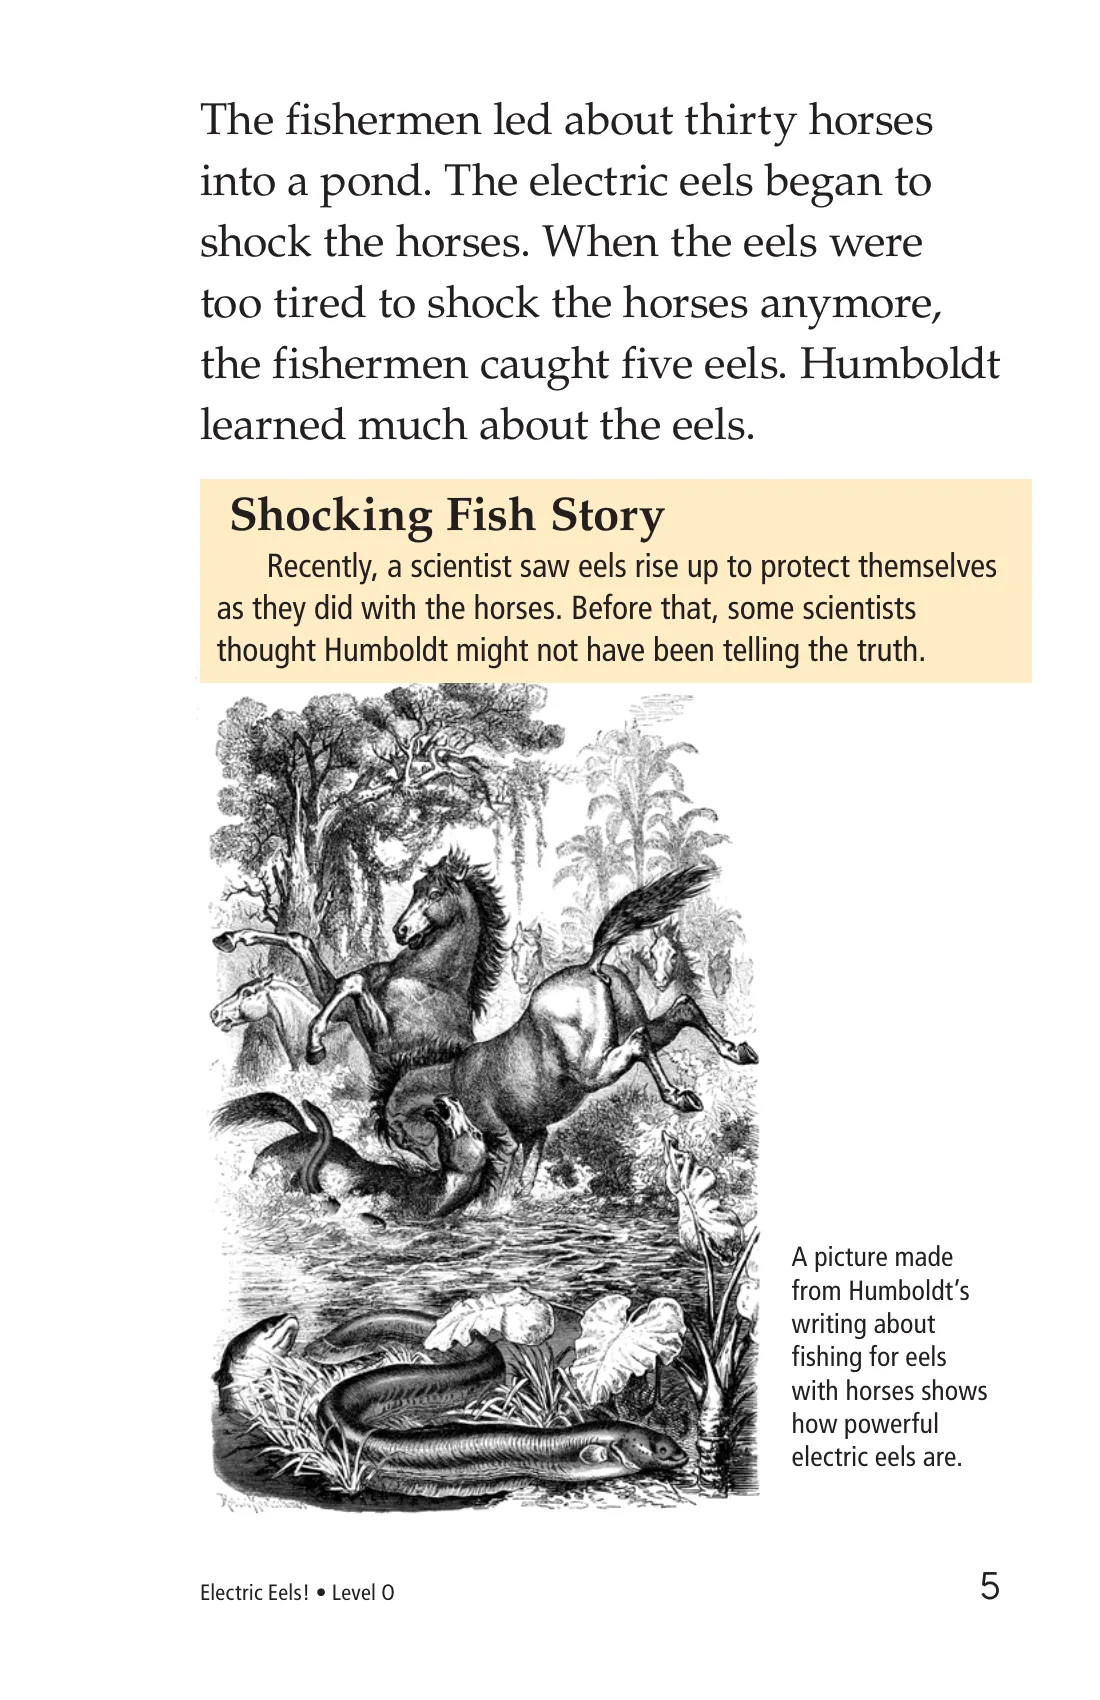 The fishermen led about thirty horses
into a pond. The electric eels began to
shock the horses. When the eels were
too tired to shock the horses anymore,
the fishermen caught five eels. Humboldt
learned much about the eels.
Shocking Fish Story
Recently, a scientist saw eels rise up to protect themselves
as they did with the horses. Before that, some scientists
thought Humboldt might not have been telling the truth.
A picture made
from Humboldt’s
writing about
fishing for eels
with horses shows
how powerful
electric eels are.
Electric Eels! • Level O
5